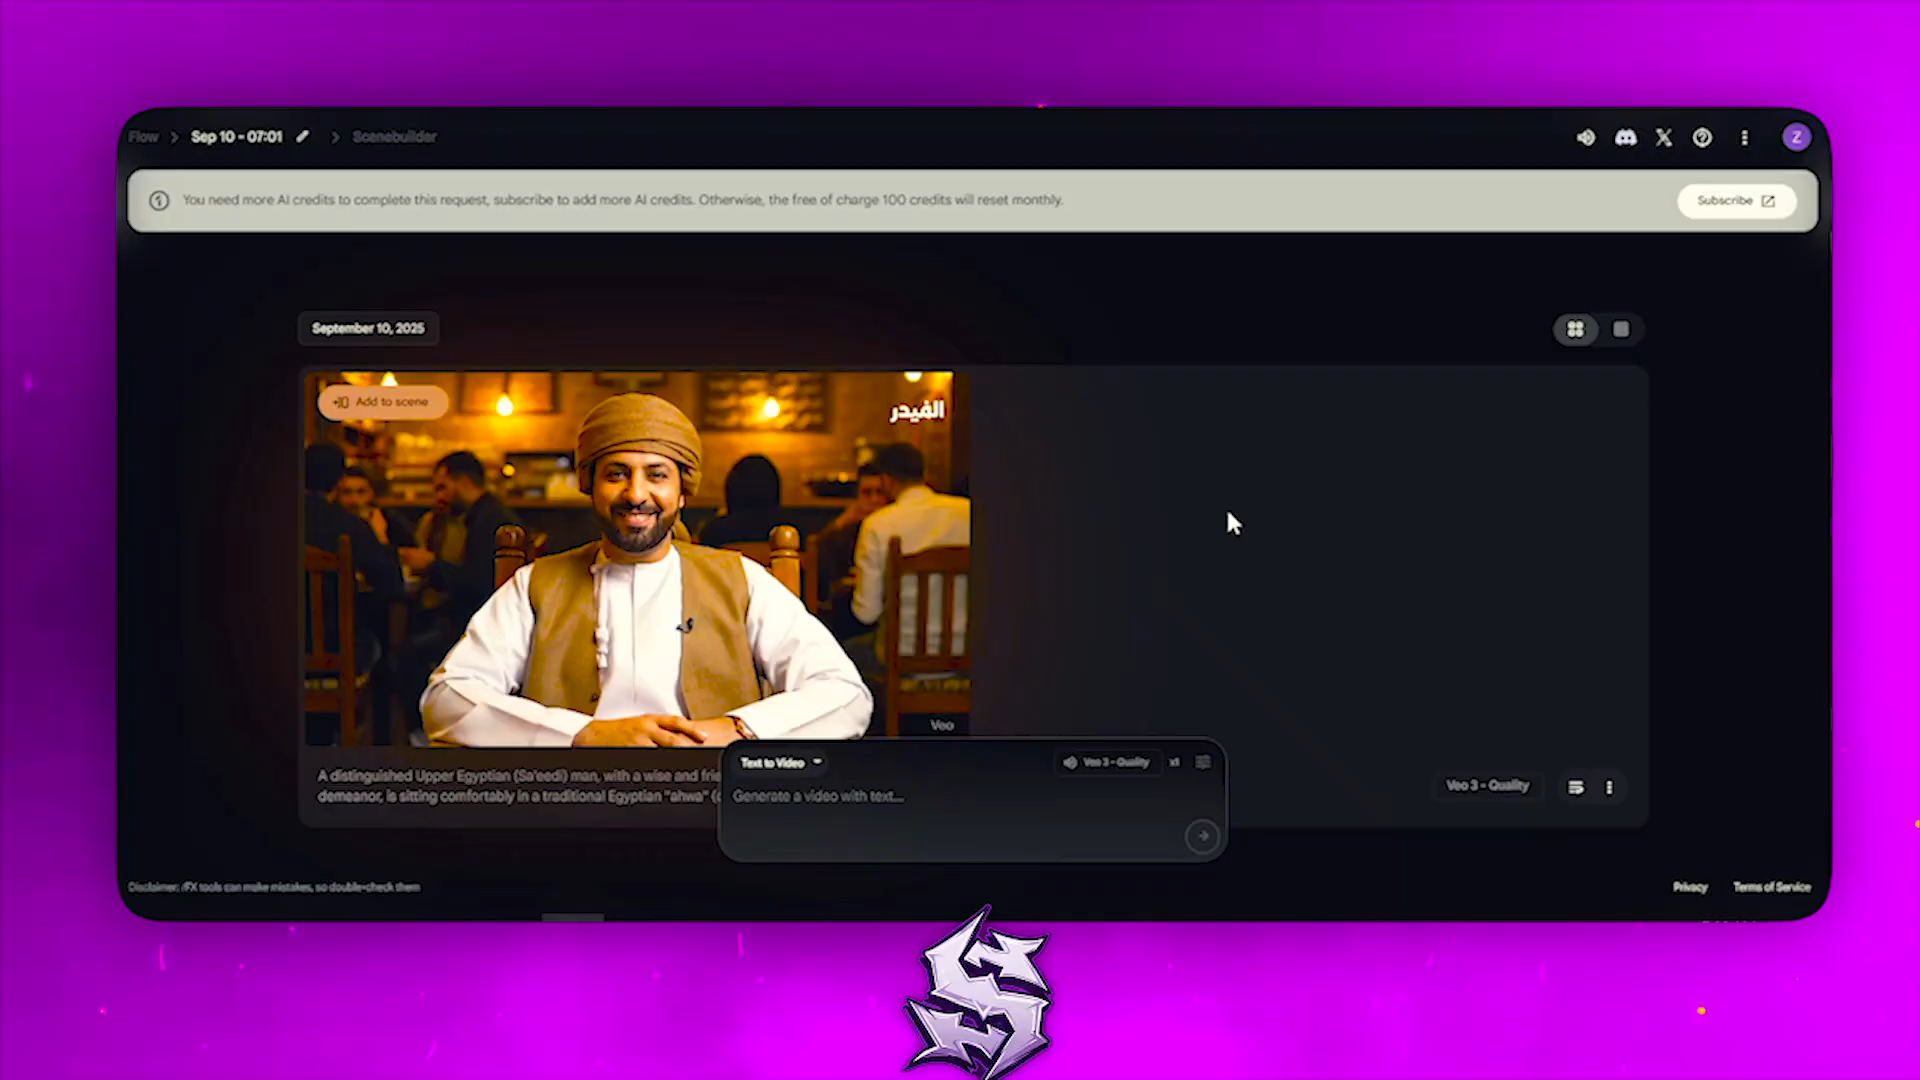 Flow
Sep 10 - 07:01
Scenebuilder
Z
You need more AI credits to complete this request, subscribe to add more AI credits. Otherwise, the free of charge 100 credits will reset monthly.
Subscribe
September 10, 2025
Add to scene
الفيدر
Veo
A distinguished Upper Egyptian (Sa'eedi) man, with a wise and frie
demeanor, is sitting comfortably in a traditional Egyptian "ahwa" (c
Text to Video
Veo 3 - Quality
x1
Generate a video with text...
Veo 3 - Quality
Disclaimer: /FX tools can make mistakes, so double-check them
Privacy
Terms of Service